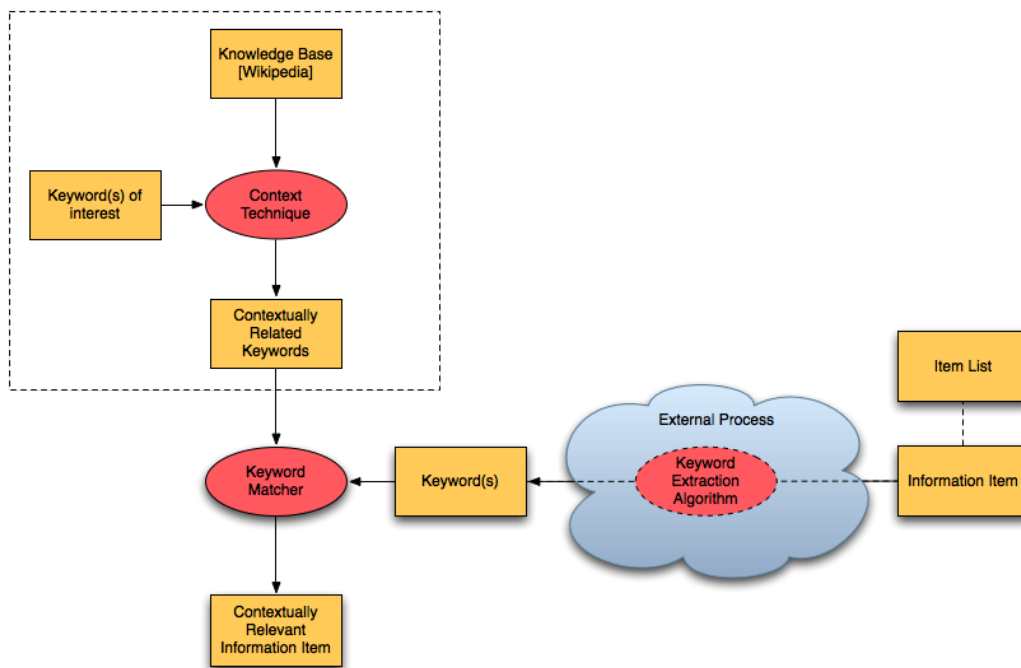 Knowledge Base
[Wikipedia]
Keyword(s) of
interest
Context
Technique
Contextually
Related
Keywords
Item List
External Process
Keyword
Matcher
Keyword(s)
Keyword
Extraction
Algorithm
Information Item
Contextually
Relevant
Information Item